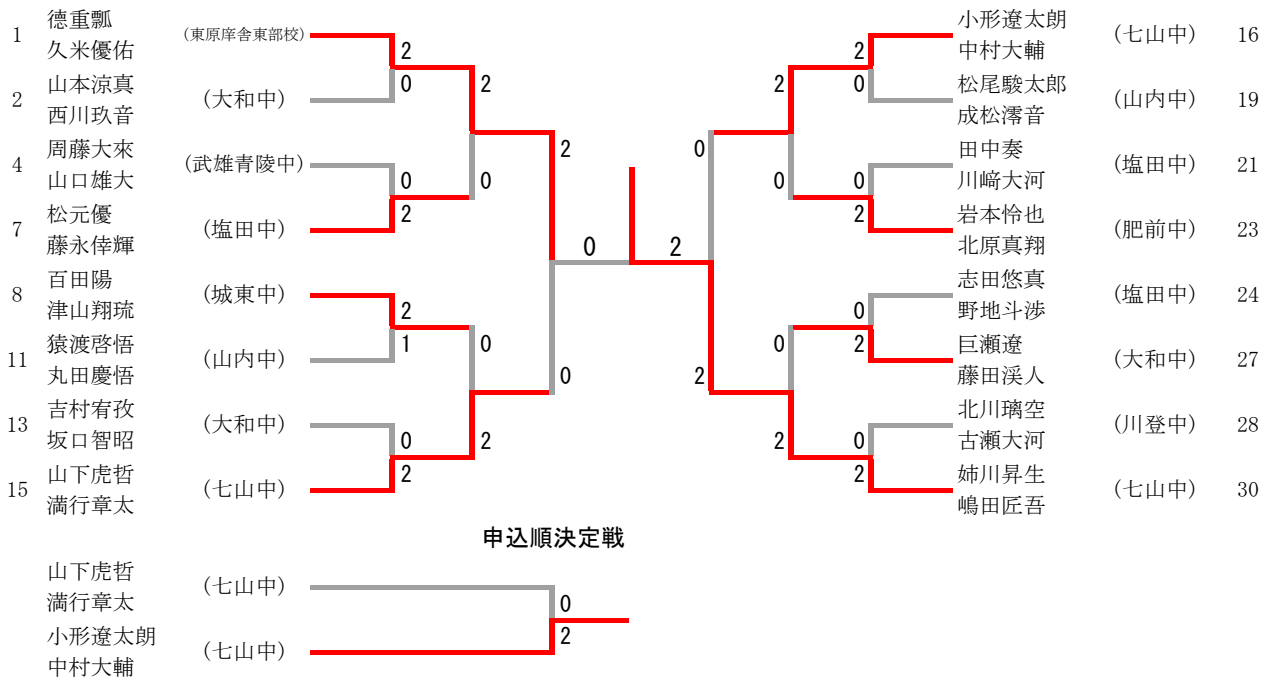 1 德重瓢 久米優佑 (東原庠舎東部校)
2 山本涼真 西川玖音 (大和中)
4 周藤大來 山口雄大 (武雄青陵中)
7 松元優 藤永倖輝 (塩田中)
8 百田陽 津山翔琉 (城東中)
11 猿渡啓悟 丸田慶悟 (山内中)
13 吉村宥孜 坂口智昭 (大和中)
15 山下虎哲 満行章太 (七山中)
2
0
0
2
2
1
0
2
2
0
0
2
2
0
0
2
0
2
2
0
0
2
2
0
0
2
0
2
0
2
小形遼太朗 中村大輔 (七山中) 16
松尾駿太郎 成松澪音 (山内中) 19
田中奏 川﨑大河 (塩田中) 21
岩本怜也 北原真翔 (肥前中) 23
志田悠真 野地斗渉 (塩田中) 24
巨瀬遼 藤田渓人 (大和中) 27
北川璃空 古瀬大河 (川登中) 28
姉川昇生 嶋田匠吾 (七山中) 30
申込順決定戦
山下虎哲 満行章太 (七山中)
0
2
小形遼太朗 中村大輔 (七山中)